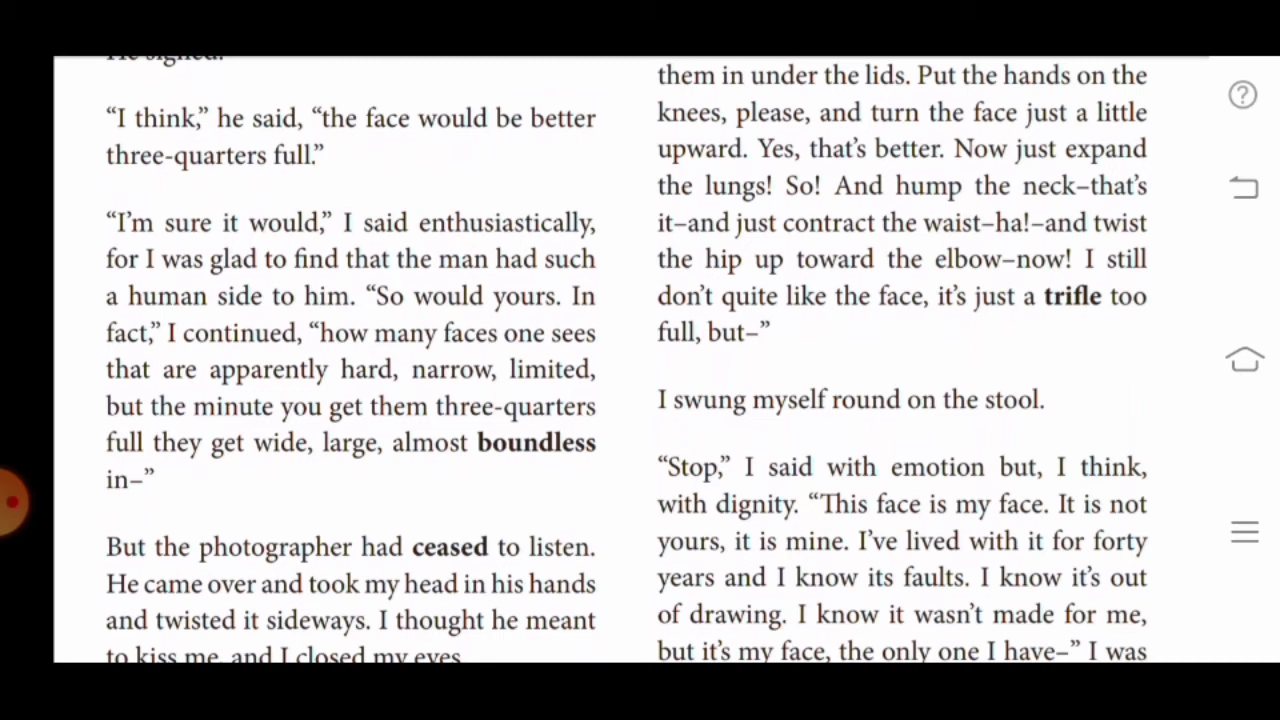 He sighed.
“I think,” he said, “the face would be better
three-quarters full.”
“I’m sure it would,” I said enthusiastically,
for I was glad to find that the man had such
a human side to him. “So would yours. In
fact,” I continued, “how many faces one sees
that are apparently hard, narrow, limited,
but the minute you get them three-quarters
full they get wide, large, almost boundless
in–”
But the photographer had ceased to listen.
He came over and took my head in his hands
and twisted it sideways. I thought he meant
to kiss me, and I closed my eyes.
them in under the lids. Put the hands on the
knees, please, and turn the face just a little
upward. Yes, that’s better. Now just expand
the lungs! So! And hump the neck–that’s
it–and just contract the waist–ha!–and twist
the hip up toward the elbow–now! I still
don’t quite like the face, it’s just a trifle too
full, but–”
I swung myself round on the stool.
“Stop,” I said with emotion but, I think,
with dignity. “This face is my face. It is not
yours, it is mine. I’ve lived with it for forty
years and I know its faults. I know it’s out
of drawing. I know it wasn’t made for me,
but it’s my face, the only one I have–” I was